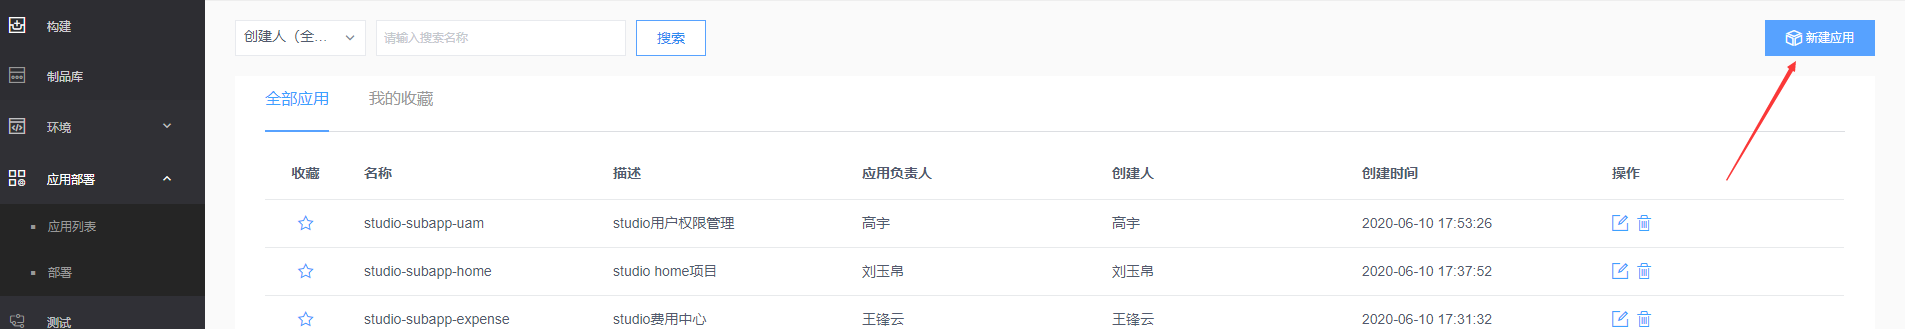 构建
制品库
环境
应用部署
应用列表
部署
测试
创建人（全... 请输入搜索名称 搜索 新建应用
全部应用 我的收藏
收藏 名称 描述 应用负责人 创建人 创建时间 操作
studio-subapp-uam studio用户权限管理 高宇 高宇 2020-06-10 17:53:26
studio-subapp-home studio home项目 刘玉帛 刘玉帛 2020-06-10 17:37:52
studio-subapp-expense studio费用中心 王锋云 王锋云 2020-06-10 17:31:32